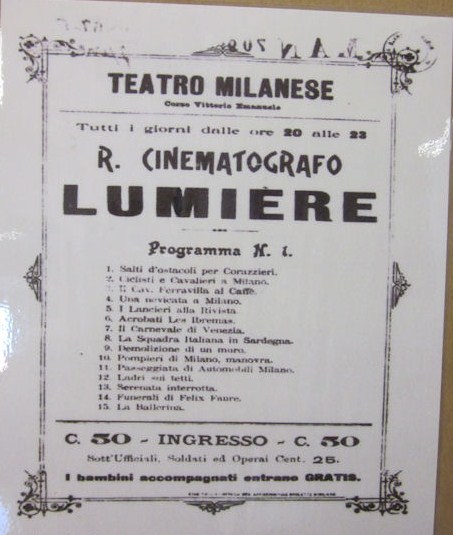 TEATRO MILANESE
Corso Vittorio Emanuele
Tutti i giorni dalle ore 20 alle 23
R. CINEMATOGRAFO
LUMIÈRE
Programma N. 1.
1. Salti d'ostacoli per Corazzieri.
2. Ciclisti e Cavalieri a Milano.
3. Il Cav. Ferravilla al Caffè.
4. Una nevicata a Milano.
5. I Lancieri alla Rivista.
6. Acrobati Les Ibremas.
7. Il Carnevale di Venezia.
8. La Squadra Italiana in Sardegna.
9. Demolizione di un muro.
10. Pompieri di Milano, manovra.
11. Passeggiata di Automobili Milano.
12. Ladri sui tetti.
13. Serenata interrotta.
14. Funerali di Felix Faure.
15. La Ballerina.
C. 50 - INGRESSO - C. 50
Sott'Ufficiali, Soldati ed Operai Cent. 25.
I bambini accompagnati entrano GRATIS.